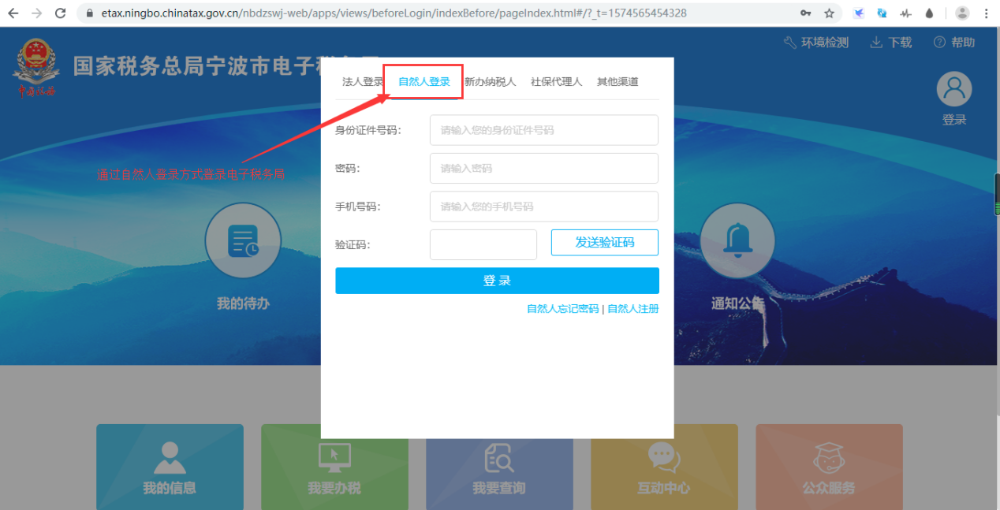 etax.ningbo.chinatax.gov.cn/nbdzswj-web/apps/views/beforeLogin/indexBefore/pageIndex.html#/?_t=1574565454328
环境检测 下载 帮助
国家税务总局宁波市电子税务局
中国税务
登录
法人登录 自然人登录 新办纳税人 社保代理人 其他渠道
身份证件号码: 请输入您的身份证件号码
密码: 请输入密码
通过自然人登录方式登录电子税务局
手机号码: 请输入您的手机号码
验证码: 发送验证码
登 录
我的待办
通知公告
自然人忘记密码 | 自然人注册
我的信息 我要办税 我要查询 互动中心 公众服务